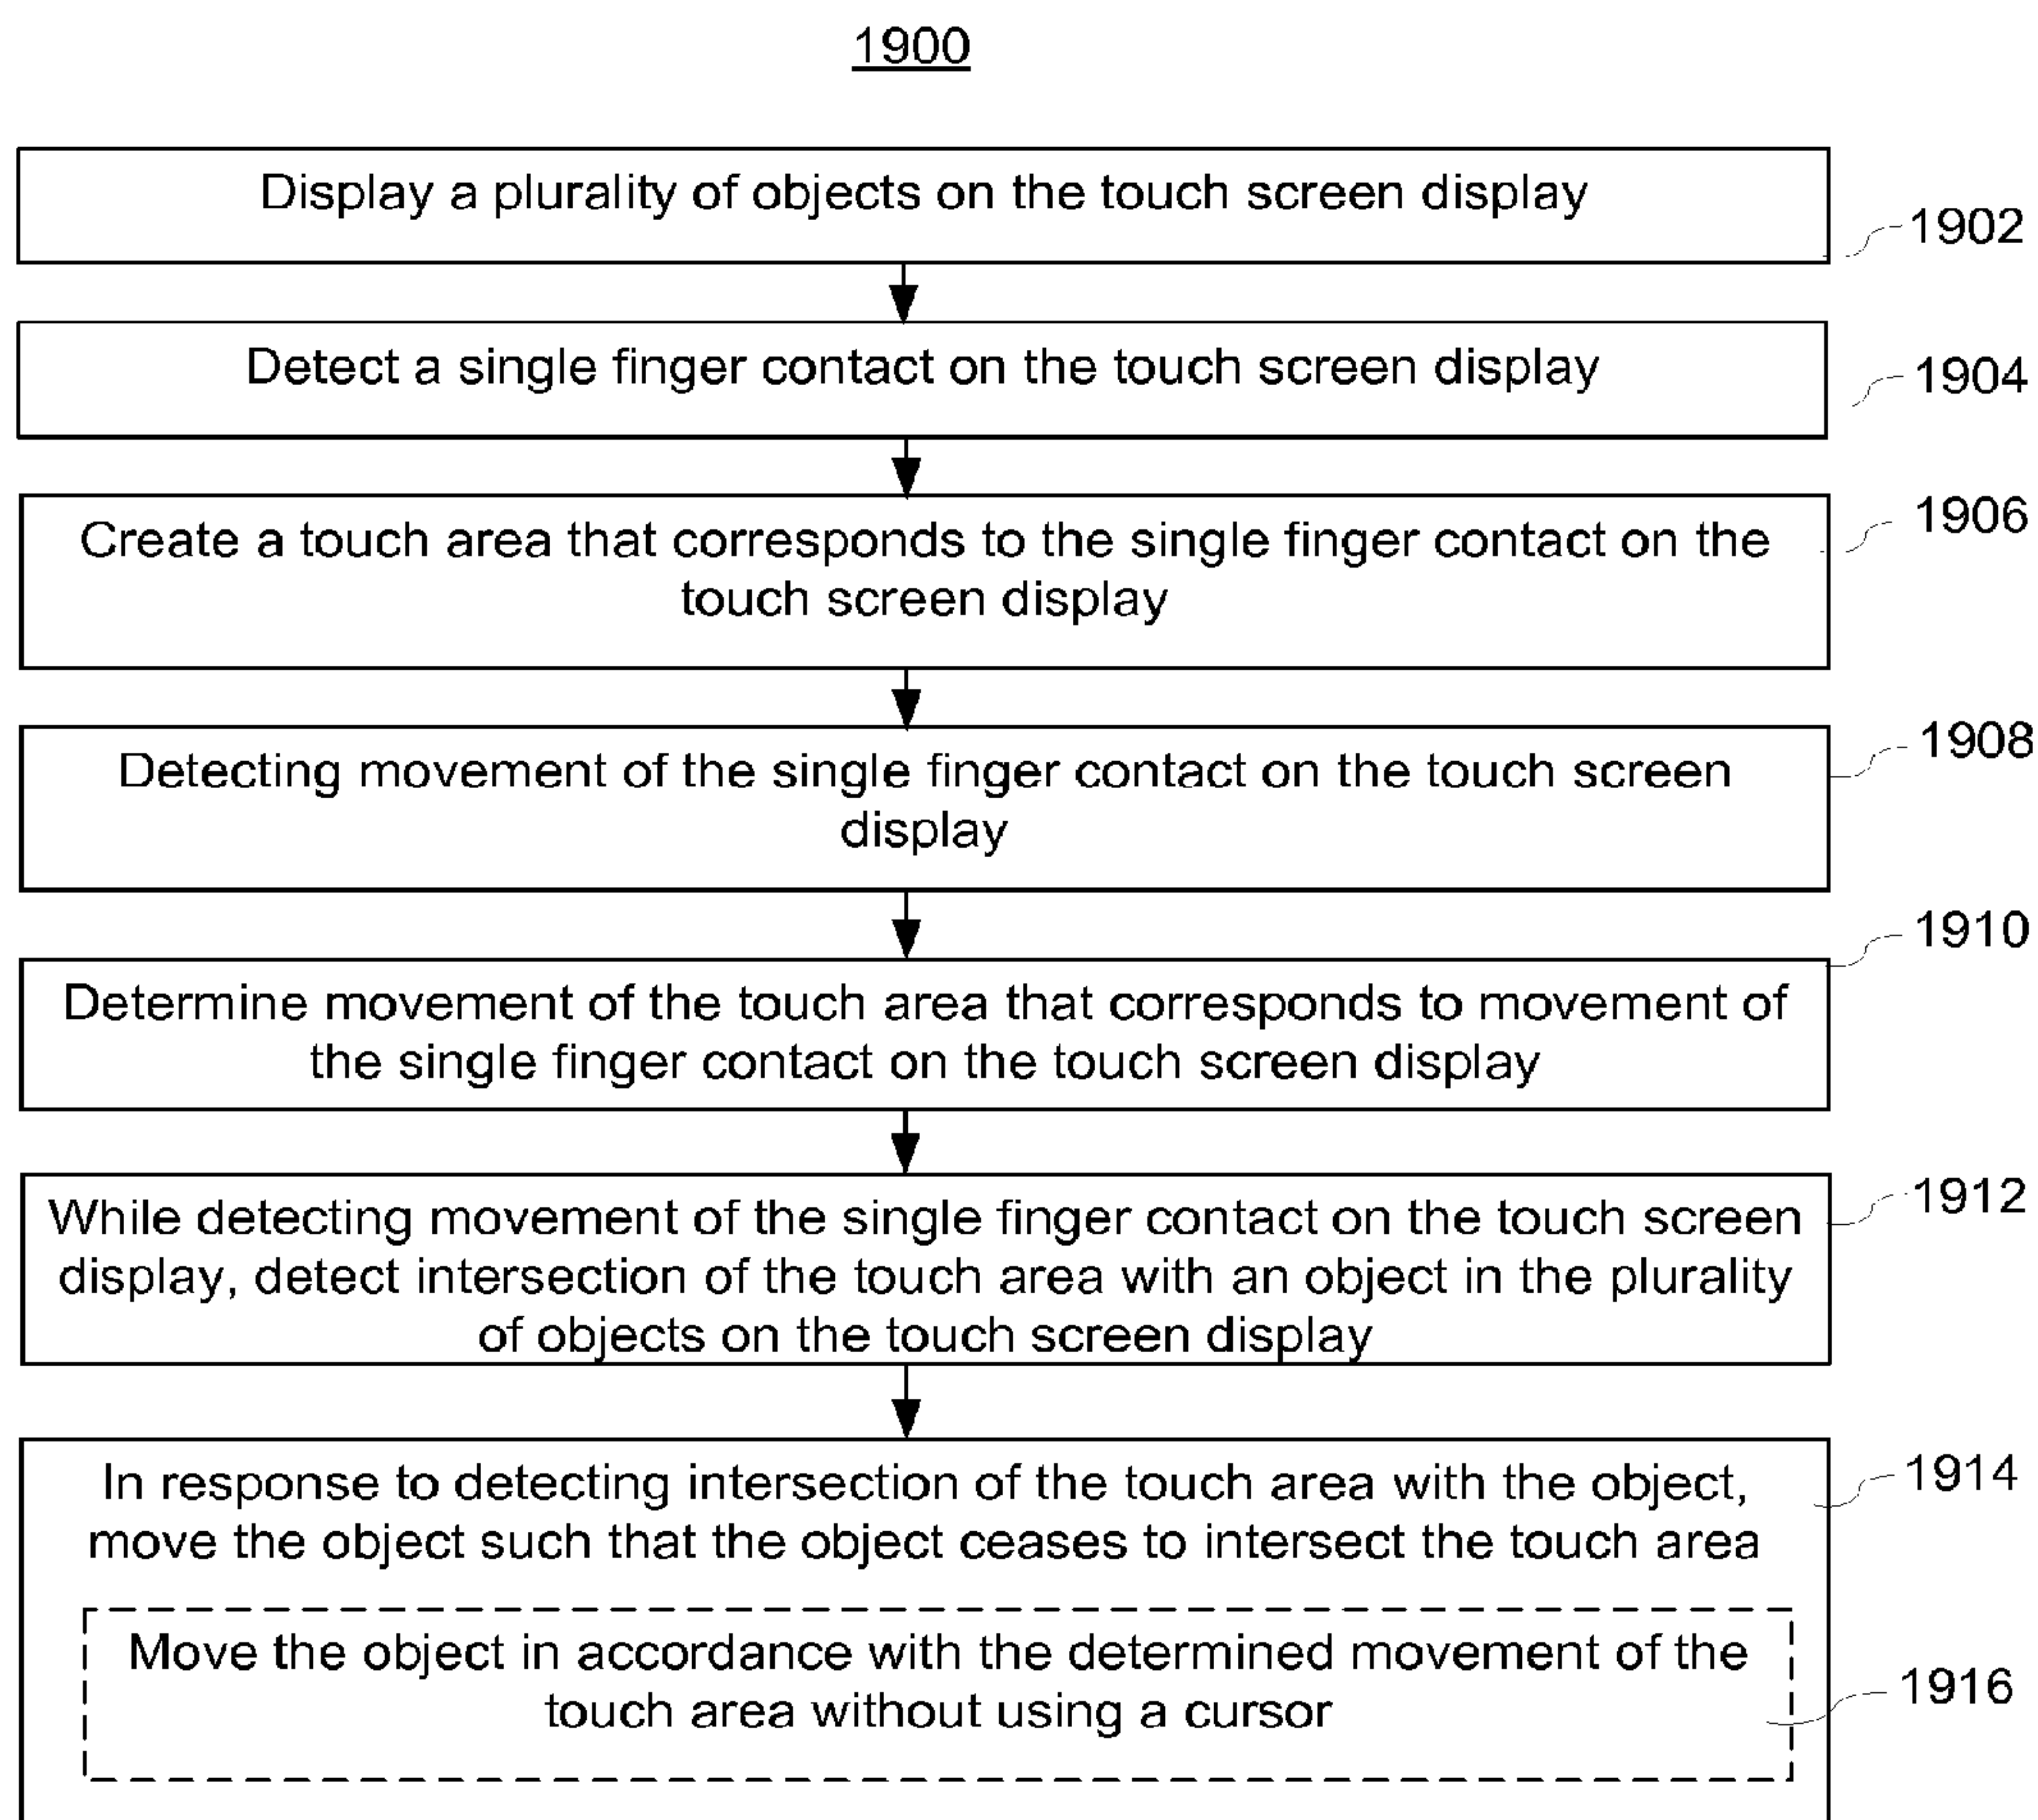 1900
Display a plurality of objects on the touch screen display
1902
Detect a single finger contact on the touch screen display
1904
Create a touch area that corresponds to the single finger contact on the
touch screen display
1906
Detecting movement of the single finger contact on the touch screen
display
1908
Determine movement of the touch area that corresponds to movement of
the single finger contact on the touch screen display
1910
While detecting movement of the single finger contact on the touch screen
display, detect intersection of the touch area with an object in the plurality
of objects on the touch screen display
1912
In response to detecting intersection of the touch area with the object,
move the object such that the object ceases to intersect the touch area
1914
Move the object in accordance with the determined movement of the
touch area without using a cursor
1916